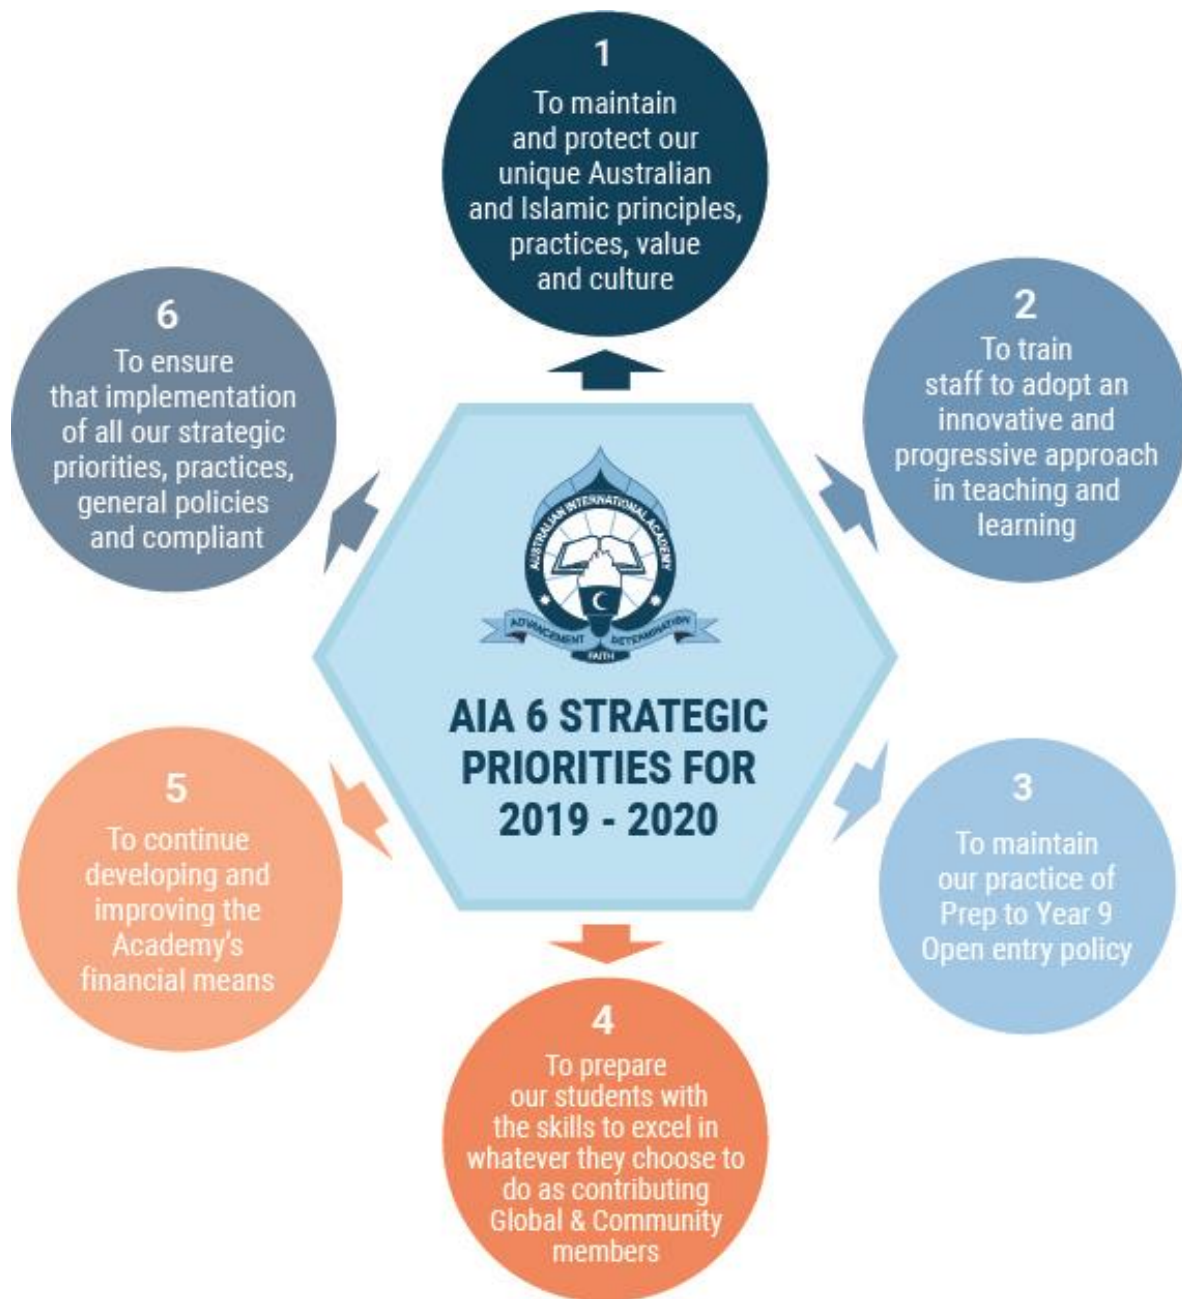 1
To maintain
and protect our
unique Australian
and Islamic principles,
practices, value
and culture
2
To train
staff to adopt an
innovative and
progressive approach
in teaching and
learning
3
To maintain
our practice of
Prep to Year 9
Open entry policy
4
To prepare
our students with
the skills to excel in
whatever they choose to
do as contributing
Global & Community
members
5
To continue
developing and
improving the
Academy's
financial means
6
To ensure
that implementation
of all our strategic
priorities, practices,
general policies
and compliant
AUSTRALIAN INTERNATIONAL ACADEMY
ADVANCEMENT DETERMINATION
FAITH
AIA 6 STRATEGIC
PRIORITIES FOR
2019 - 2020